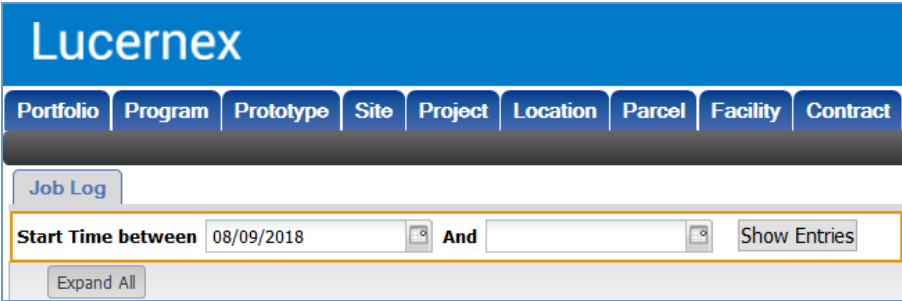 Lucernex
Portfolio Program Prototype Site Project Location Parcel Facility Contract
Job Log
Start Time between 08/09/2018 And Show Entries
Expand All